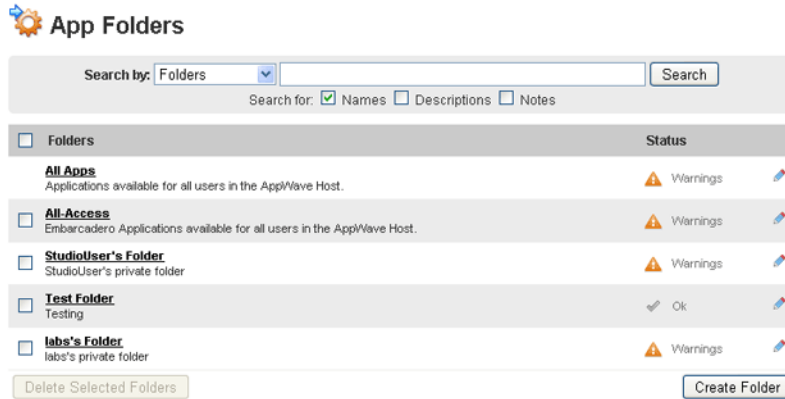 App Folders
Search by: Folders Search
Search for: Names Descriptions Notes
Folders Status
All Apps
Applications available for all users in the AppWave Host.
Warnings
All-Access
Embarcadero Applications available for all users in the AppWave Host.
Warnings
StudioUser's Folder
StudioUser's private folder
Warnings
Test Folder
Testing
Ok
labs's Folder
labs's private folder
Warnings
Delete Selected Folders Create Folder